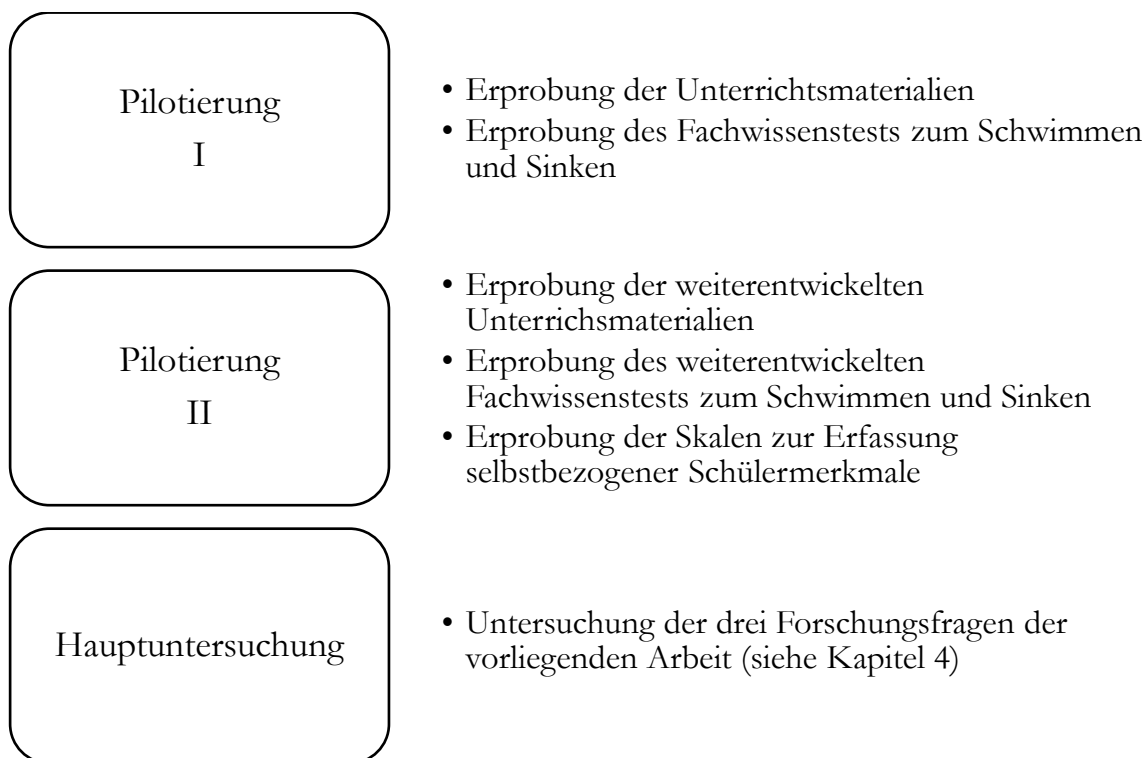 Pilotierung
I
• Erprobung der Unterrichtsmaterialien
• Erprobung des Fachwissenstests zum Schwimmen
und Sinken
Pilotierung
II
• Erprobung der weiterentwickelten
Unterrichsmaterialien
• Erprobung des weiterentwickelten
Fachwissenstests zum Schwimmen und Sinken
• Erprobung der Skalen zur Erfassung
selbstbezogener Schülermerkmale
Hauptuntersuchung
• Untersuchung der drei Forschungsfragen der
vorliegenden Arbeit (siehe Kapitel 4)